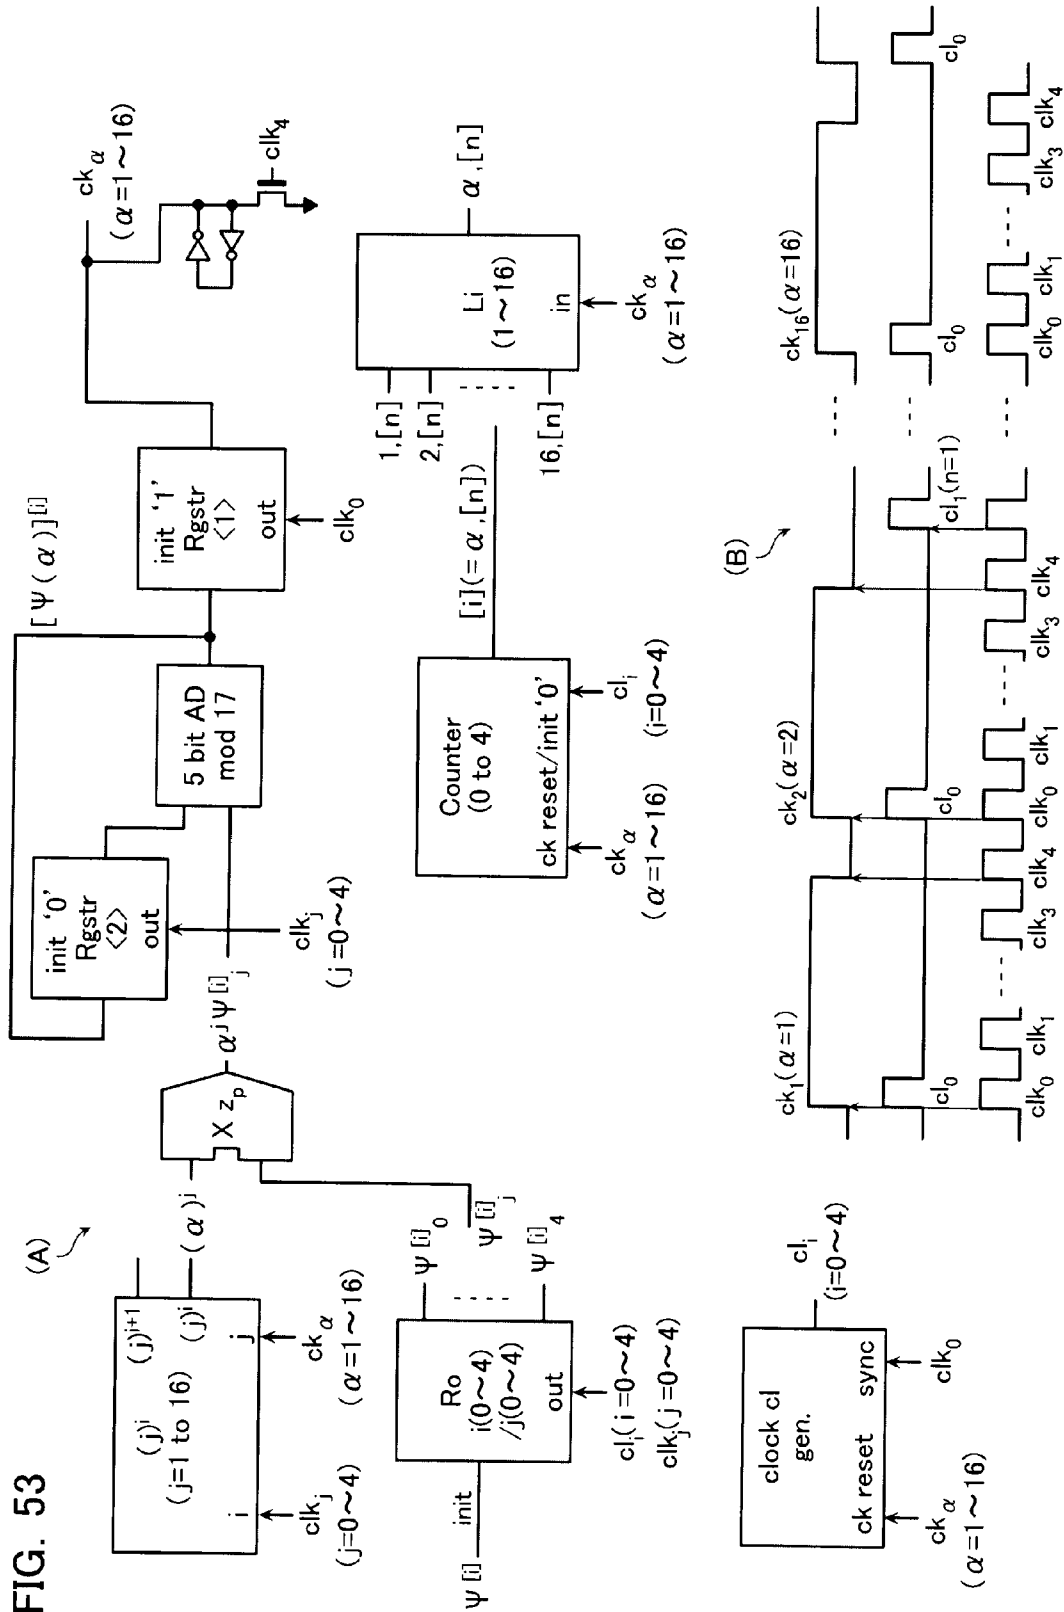 FIG. 53
(A)
(j)^i
(j=1 to 16)
(j)^{i+1}
(j)^i
i
j
clk_j
(j=0~4)
ck_α
(α=1~16)
(α)^j
X z_p
α^jΨ^{[i]}_j
init '0'
Rgstr
<2>
out
clk_j
(j=0~4)
5 bit AD
mod 17
[Ψ(α)]^{[i]}
init '1'
Rgstr
<1>
out
clk_0
ck_α
(α=1~16)
clk_4
Ψ^{[i]}
init
Ro
i(0~4)
/j(0~4)
out
cl_i(i=0~4)
clk_j(j=0~4)
Ψ^{[i]}_0
Ψ^{[i]}_j
Ψ^{[i]}_4
Counter
(0 to 4)
ck reset/init '0'
ck_α
(α=1~16)
cl_i
(i=0~4)
[i](=α,[n])
1,[n]
2,[n]
16,[n]
Li
(1~16)
in
ck_α
(α=1~16)
α,[n]
clock cl
gen.
ck reset sync
ck_α
(α=1~16)
clk_0
cl_i
(i=0~4)
(B)
ck_1(α=1)
ck_2(α=2)
ck_16(α=16)
cl_0
cl_0
cl_1(n=1)
cl_0
cl_0
clk_0
clk_1
clk_3
clk_4
clk_0
clk_1
clk_3
clk_4
clk_0
clk_1
clk_3
clk_4